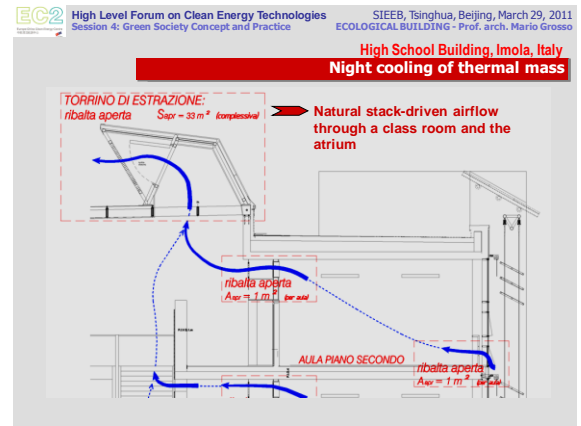 EC2
High Level Forum on Clean Energy Technologies
Session 4: Green Society Concept and Practice
SIEEB, Tsinghua, Beijing, March 29, 2011
ECOLOGICAL BUILDING - Prof. arch. Mario Grosso
High School Building, Imola, Italy
Night cooling of thermal mass
TORRINO DI ESTRAZIONE:
ribalta aperta Sapr = 33 m² (complessiva)
Natural stack-driven airflow
through a class room and the
atrium
ribalta aperta
Aapr = 1 m² (per aula)
AULA PIANO SECONDO
ribalta aperta
Aapr = 1 m² (per aula)